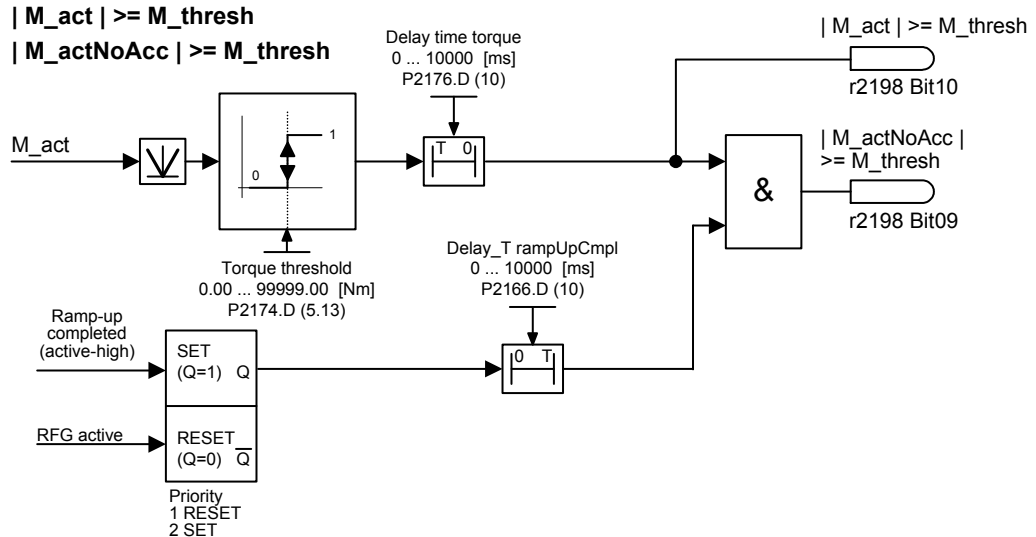 | M_act | >= M_thresh
| M_actNoAcc | >= M_thresh
Delay time torque
0 ... 10000 [ms]
P2176.D (10)
| M_act | >= M_thresh
r2198 Bit10
M_act
1
0
T 0
| M_actNoAcc |
>= M_thresh
&
r2198 Bit09
Torque threshold
0.00 ... 99999.00 [Nm]
P2174.D (5.13)
Delay_T rampUpCmpl
0 ... 10000 [ms]
P2166.D (10)
Ramp-up
completed
(active-high)
SET
(Q=1) Q
0 T
RFG active
RESET
(Q=0) Q̅
Priority
1 RESET
2 SET